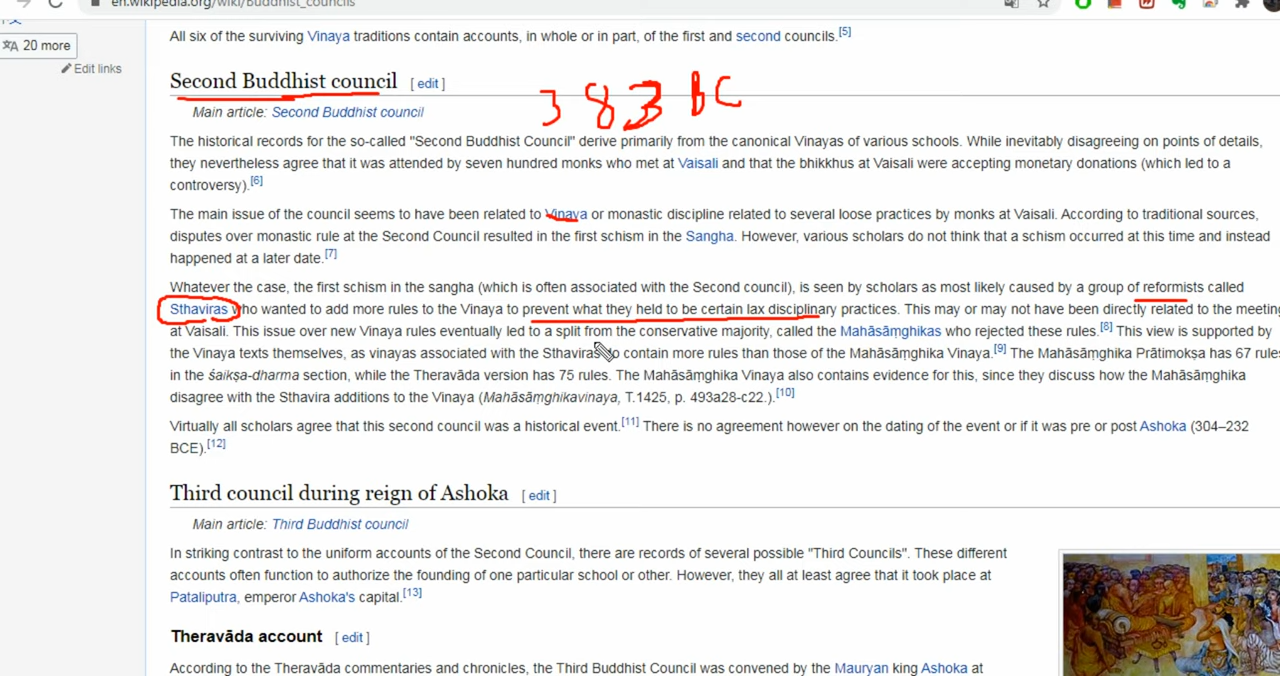 en.wikipedia.org/wiki/Buddhist_councils
20 more
Edit links
All six of the surviving Vinaya traditions contain accounts, in whole or in part, of the first and second councils.[5]
Second Buddhist council [ edit ]
383 BC
Main article: Second Buddhist council
The historical records for the so-called "Second Buddhist Council" derive primarily from the canonical Vinayas of various schools. While inevitably disagreeing on points of details,
they nevertheless agree that it was attended by seven hundred monks who met at Vaisali and that the bhikkhus at Vaisali were accepting monetary donations (which led to a
controversy).[6]
The main issue of the council seems to have been related to Vinaya or monastic discipline related to several loose practices by monks at Vaisali. According to traditional sources,
disputes over monastic rule at the Second Council resulted in the first schism in the Sangha. However, various scholars do not think that a schism occurred at this time and instead
happened at a later date.[7]
Whatever the case, the first schism in the sangha (which is often associated with the Second council), is seen by scholars as most likely caused by a group of reformists called
Sthaviras who wanted to add more rules to the Vinaya to prevent what they held to be certain lax disciplinary practices. This may or may not have been directly related to the meeting
at Vaisali. This issue over new Vinaya rules eventually led to a split from the conservative majority, called the Mahāsāṃghikas who rejected these rules.[8] This view is supported by
the Vinaya texts themselves, as vinayas associated with the Sthaviras do contain more rules than those of the Mahāsāṃghika Vinaya.[9] The Mahāsāṃghika Prātimokṣa has 67 rules
in the śaikṣa-dharma section, while the Theravāda version has 75 rules. The Mahāsāṃghika Vinaya also contains evidence for this, since they discuss how the Mahāsāṃghika
disagree with the Sthavira additions to the Vinaya (Mahāsāṃghikavinaya, T.1425, p. 493a28-c22.).[10]
Virtually all scholars agree that this second council was a historical event.[11] There is no agreement however on the dating of the event or if it was pre or post Ashoka (304–232
BCE).[12]
Third council during reign of Ashoka [ edit ]
Main article: Third Buddhist council
In striking contrast to the uniform accounts of the Second Council, there are records of several possible "Third Councils". These different
accounts often function to authorize the founding of one particular school or other. However, they all at least agree that it took place at
Pataliputra, emperor Ashoka's capital.[13]
Theravāda account [ edit ]
According to the Theravāda commentaries and chronicles, the Third Buddhist Council was convened by the Mauryan king Ashoka at